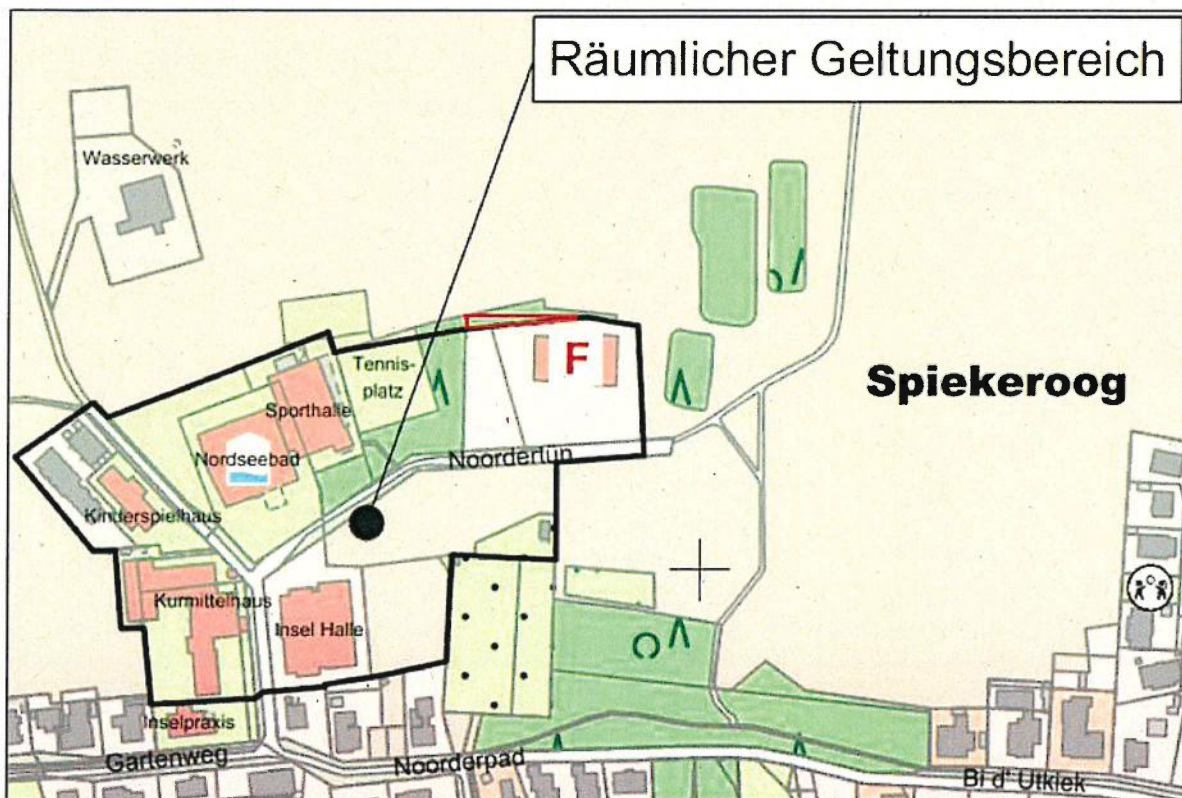 Räumlicher Geltungsbereich
Wasserwerk
Spiekeroog
Tennis-
platz
F
Sporthalle
Noorderlün
Nordseebad
Kinderspielhaus
Kurmittelhaus
Insel Halle
Inselpraxis
Gartenweg
Noorderpad
Bi d' Utkiek